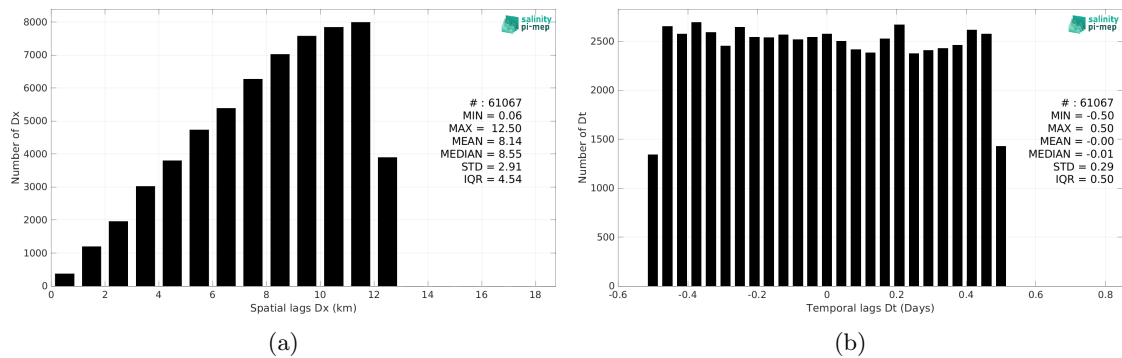 8000
7000
6000
5000
4000
3000
2000
1000
0
0
2
4
6
8
10
12
14
16
18
Number of Dx
Spatial lags Dx (km)
salinity
pi-mep
# : 61067
MIN = 0.06
MAX = 12.50
MEAN = 8.14
MEDIAN = 8.55
STD = 2.91
IQR = 4.54
(a)
2500
2000
1500
1000
500
0
-0.6
-0.4
-0.2
0
0.2
0.4
0.6
0.8
Number of Dt
Temporal lags Dt (Days)
salinity
pi-mep
# : 61067
MIN = -0.50
MAX = 0.50
MEAN = -0.00
MEDIAN = -0.01
STD = 0.29
IQR = 0.50
(b)